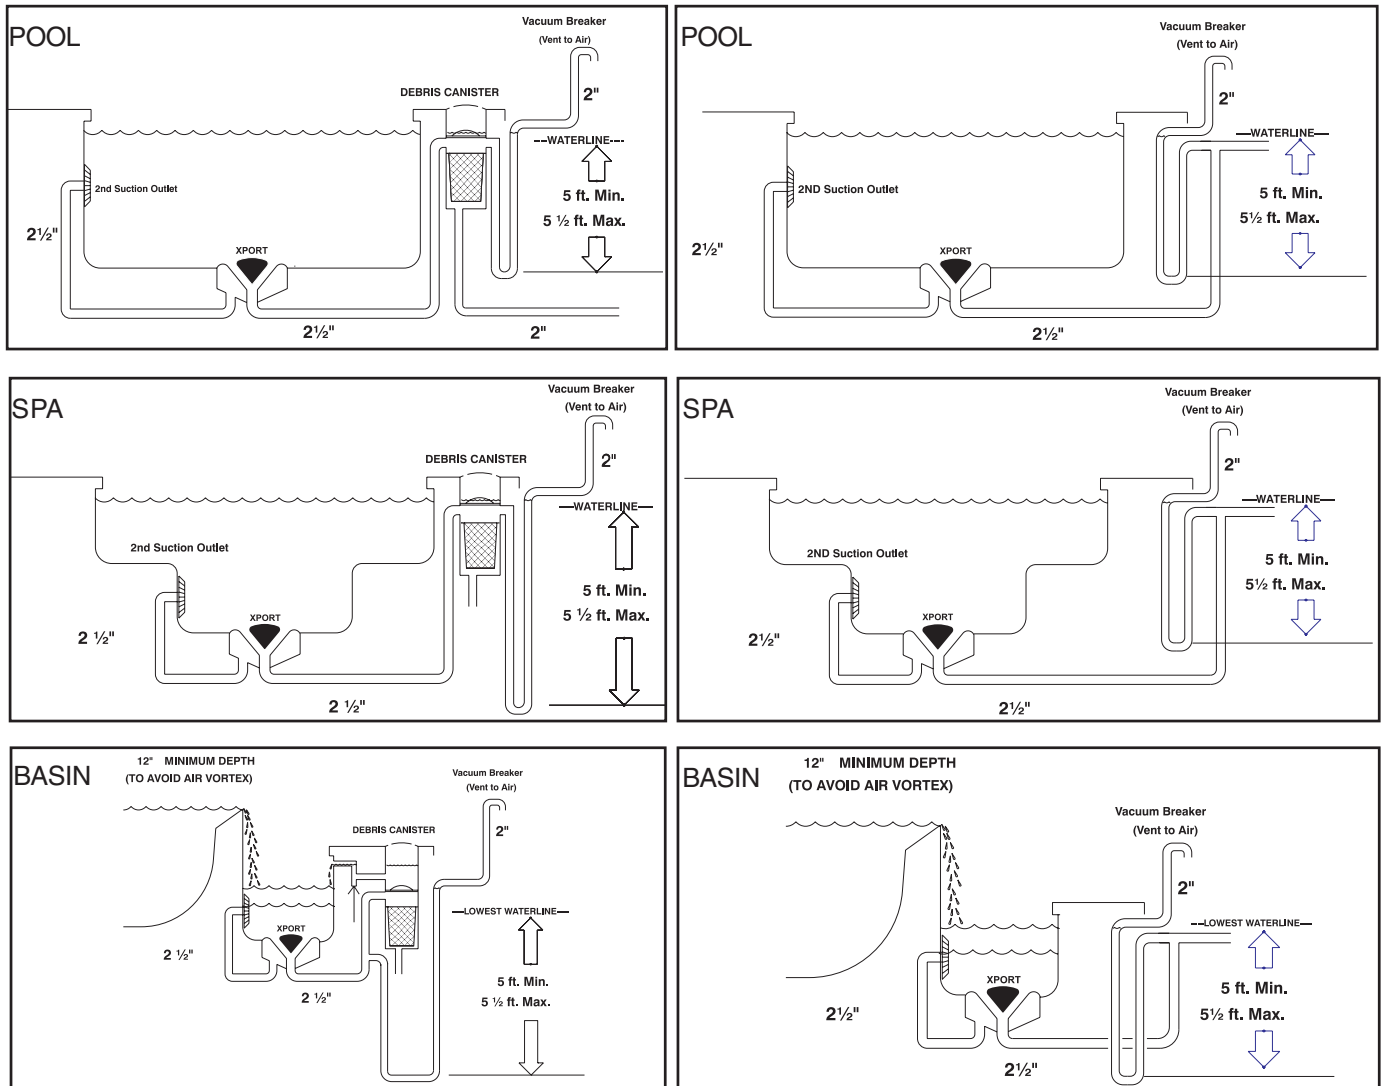 POOL
Vacuum Breaker
(Vent to Air)
2"
DEBRIS CANISTER
--WATERLINE---
2nd Suction Outlet
5 ft. Min.
5 ½ ft. Max.
2½"
XPORT
2½"
2"
POOL
Vacuum Breaker
(Vent to Air)
2"
—WATERLINE—
2ND Suction Outlet
5 ft. Min.
5½ ft. Max.
2½"
XPORT
2½"
SPA
Vacuum Breaker
(Vent to Air)
2"
DEBRIS CANISTER
—WATERLINE—
2nd Suction Outlet
5 ft. Min.
5 ½ ft. Max.
XPORT
2 ½"
2 ½"
SPA
Vacuum Breaker
(Vent to Air)
2"
—WATERLINE—
2ND Suction Outlet
5 ft. Min.
5½ ft. Max.
XPORT
2½"
2½"
BASIN
12" MINIMUM DEPTH
(TO AVOID AIR VORTEX)
Vacuum Breaker
(Vent to Air)
2"
DEBRIS CANISTER
—LOWEST WATERLINE—
XPORT
2 ½"
5 ft. Min.
2 ½"
5 ½ ft. Max.
BASIN
12" MINIMUM DEPTH
(TO AVOID AIR VORTEX)
Vacuum Breaker
(Vent to Air)
2"
--LOWEST WATERLINE—
XPORT
5 ft. Min.
5½ ft. Max.
2½"
2½"